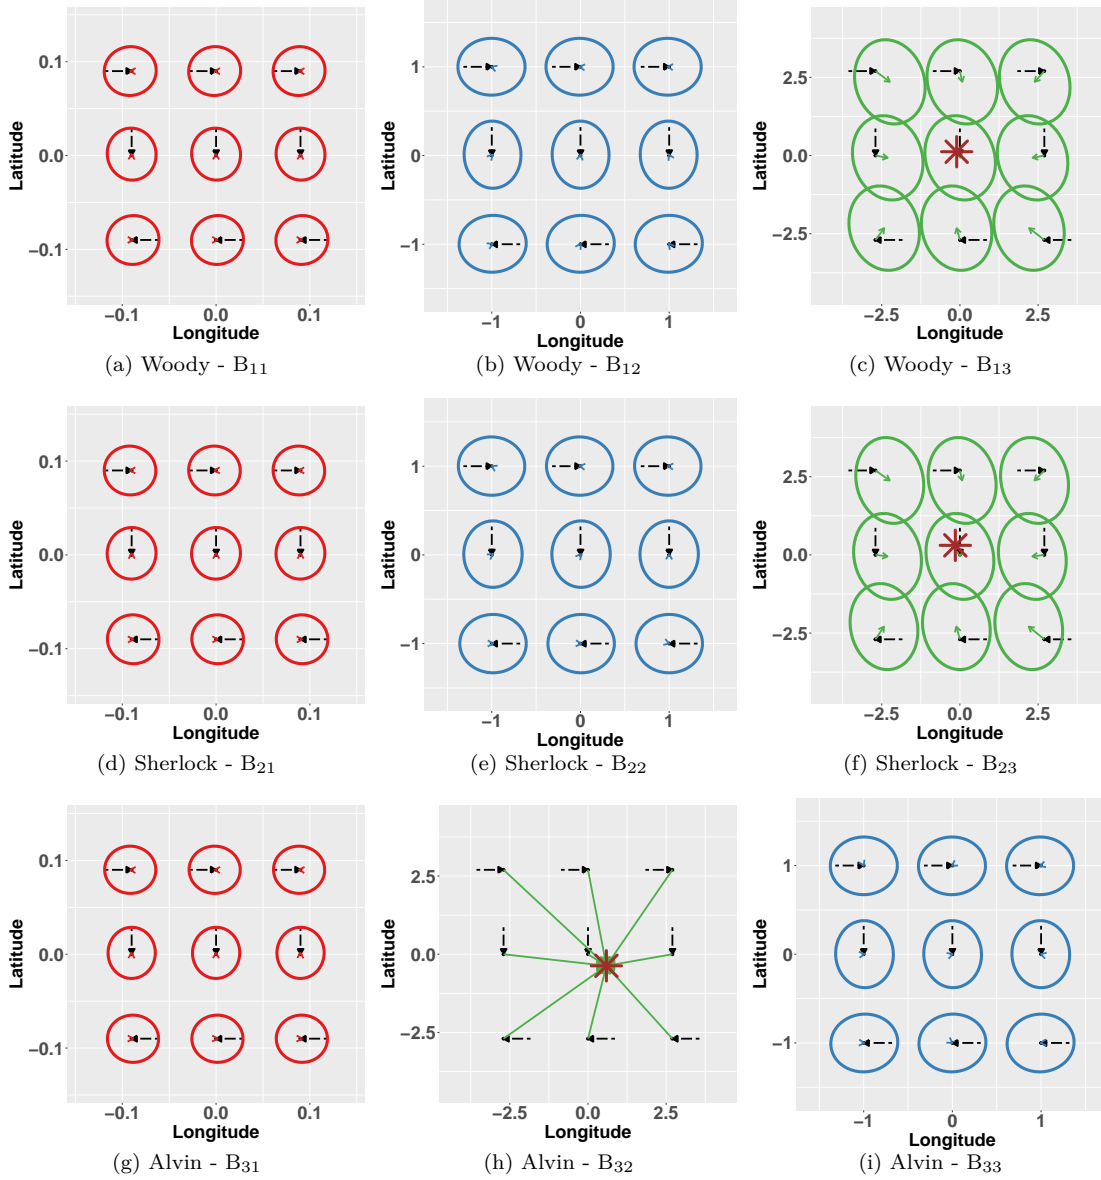 Latitude
0.1
0.0
−0.1
−0.1 0.0 0.1
Longitude
(a) Woody - B11
Latitude
1
0
−1
−1 0 1
Longitude
(b) Woody - B12
Latitude
2.5
0.0
−2.5
−2.5 0.0 2.5
Longitude
(c) Woody - B13
Latitude
0.1
0.0
−0.1
−0.1 0.0 0.1
Longitude
(d) Sherlock - B21
Latitude
1
0
−1
−1 0 1
Longitude
(e) Sherlock - B22
Latitude
2.5
0.0
−2.5
−2.5 0.0 2.5
Longitude
(f) Sherlock - B23
Latitude
0.1
0.0
−0.1
−0.1 0.0 0.1
Longitude
(g) Alvin - B31
Latitude
2.5
0.0
−2.5
−2.5 0.0 2.5
Longitude
(h) Alvin - B32
Latitude
1
0
−1
−1 0 1
Longitude
(i) Alvin - B33